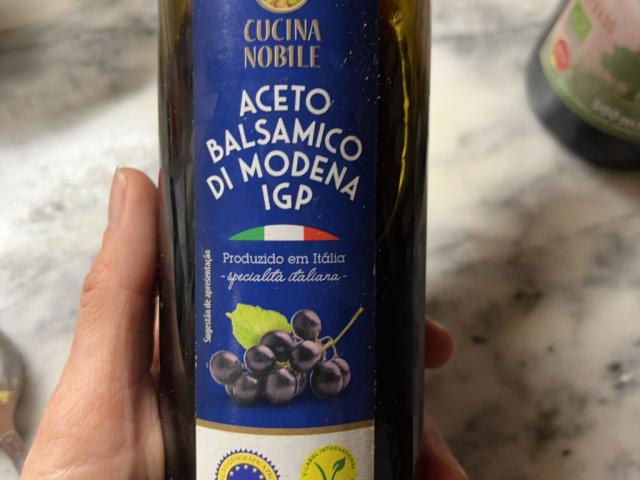 CUCINA
NOBILE
ACETO
BALSAMICO
DI MODENA
IGP
Produzido em Itália
-specialità italiana-
Sugestão de apresentação